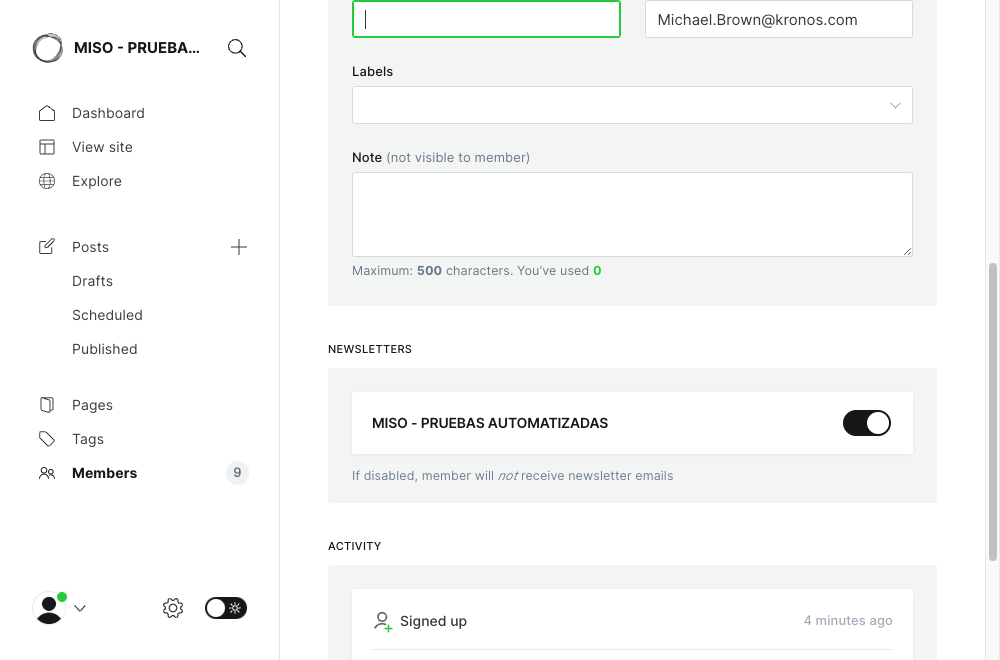 MISO - PRUEBA...
Dashboard
View site
Explore
Posts
Drafts
Scheduled
Published
Pages
Tags
Members 9
Michael.Brown@kronos.com
Labels
Note (not visible to member)
Maximum: 500 characters. You've used 0
NEWSLETTERS
MISO - PRUEBAS AUTOMATIZADAS
If disabled, member will not receive newsletter emails
ACTIVITY
Signed up 4 minutes ago